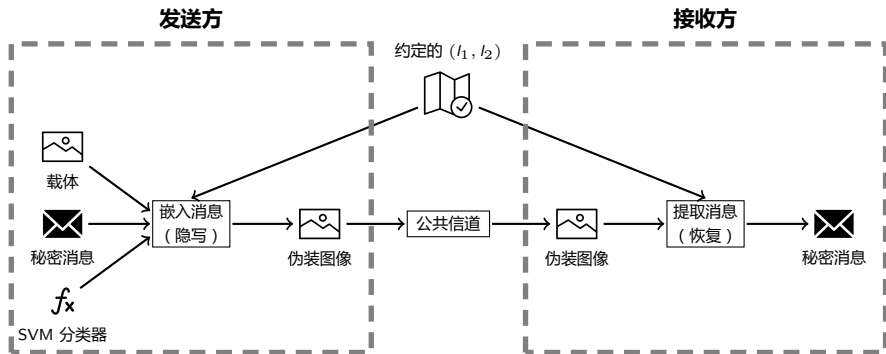 发送方
接收方
约定的 (l₁, l₂)
载体
嵌入消息
（隐写）
秘密消息
fx
SVM 分类器
伪装图像
公共信道
伪装图像
提取消息
（恢复）
秘密消息